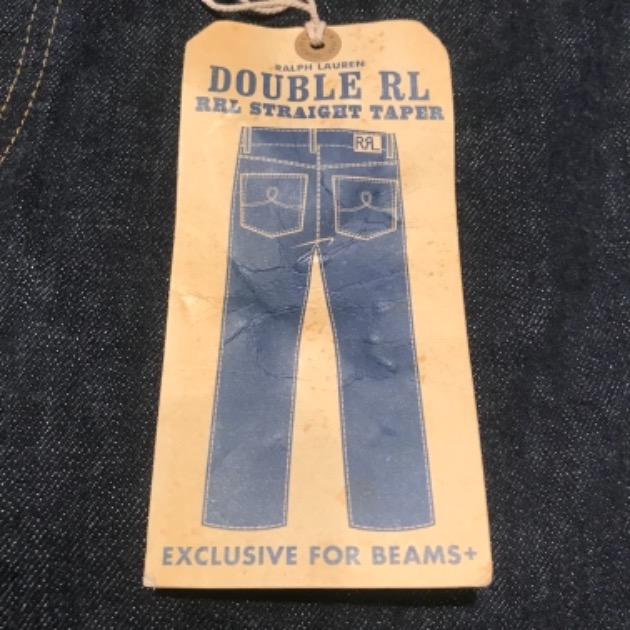 RALPH LAUREN
DOUBLE RL
RRL STRAIGHT TAPER
RRL
EXCLUSIVE FOR BEAMS+